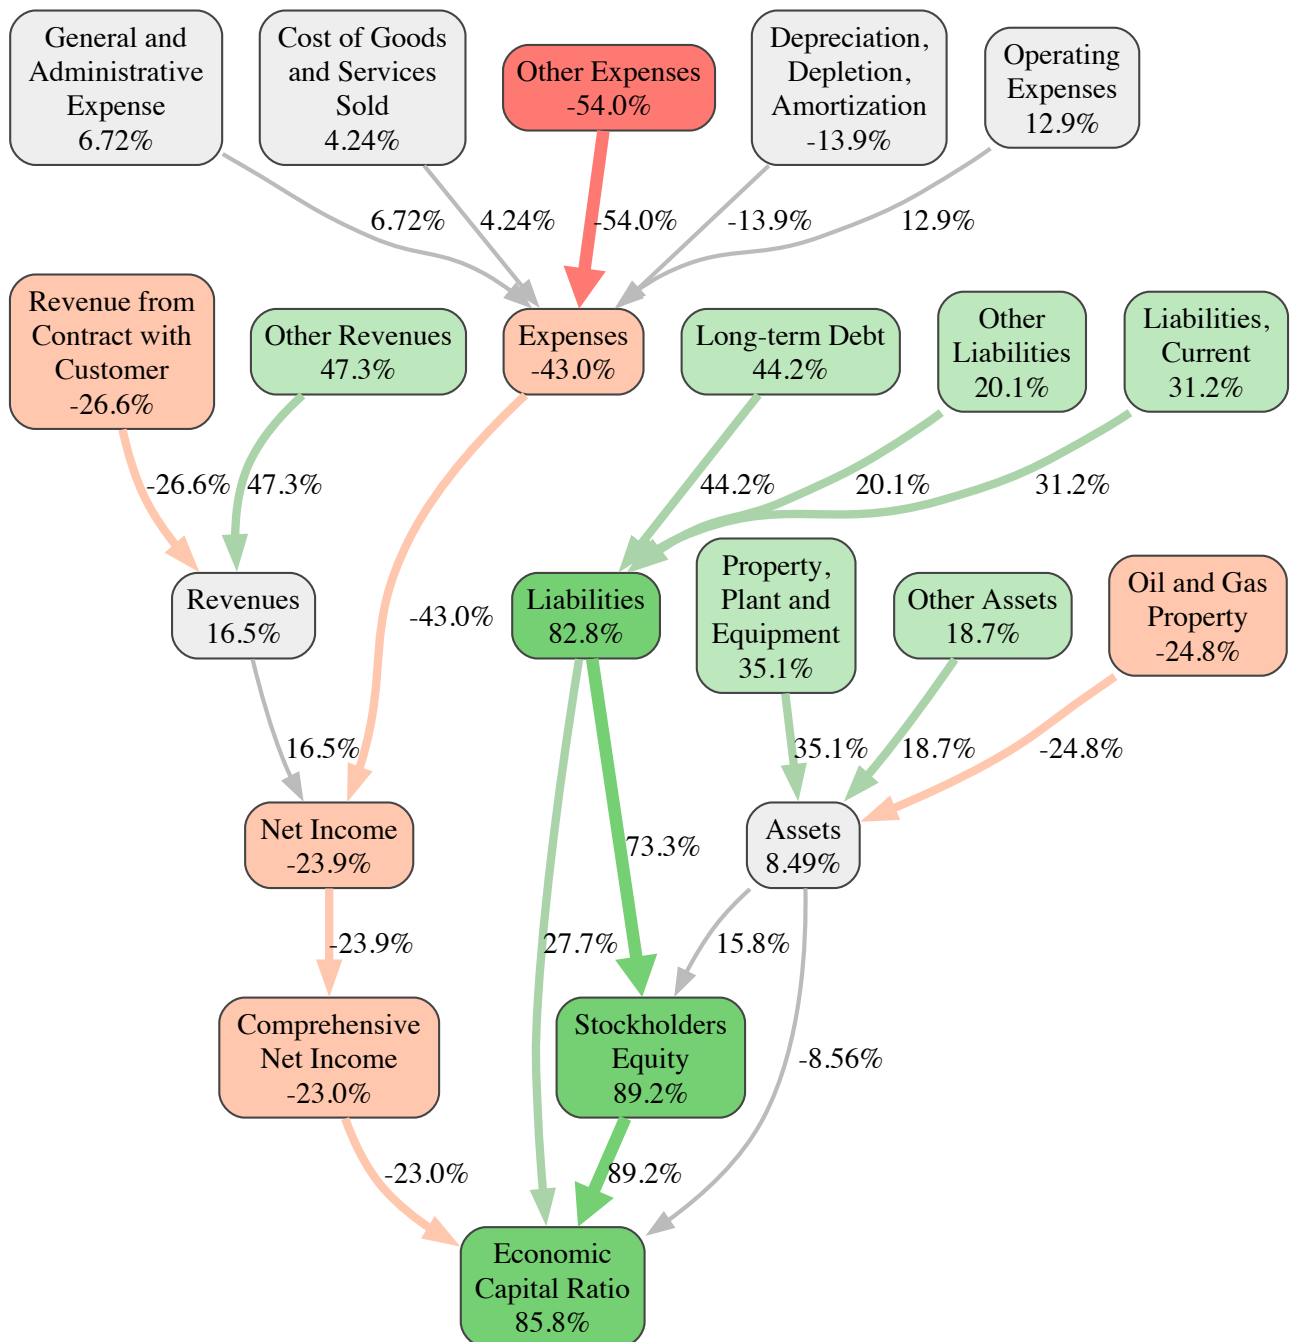 General and
Administrative
Expense
6.72%
Cost of Goods
and Services
Sold
4.24%
Other Expenses
-54.0%
Depreciation,
Depletion,
Amortization
-13.9%
Operating
Expenses
12.9%
6.72%
4.24%
-54.0%
-13.9%
12.9%
Revenue from
Contract with
Customer
-26.6%
Other Revenues
47.3%
Expenses
-43.0%
Long-term Debt
44.2%
Other
Liabilities
20.1%
Liabilities,
Current
31.2%
-26.6%
47.3%
44.2%
20.1%
31.2%
Revenues
16.5%
-43.0%
Liabilities
82.8%
Property,
Plant and
Equipment
35.1%
Other Assets
18.7%
Oil and Gas
Property
-24.8%
16.5%
35.1%
18.7%
-24.8%
Net Income
-23.9%
73.3%
Assets
8.49%
-23.9%
27.7%
15.8%
Comprehensive
Net Income
-23.0%
Stockholders
Equity
89.2%
-8.56%
-23.0%
89.2%
Economic
Capital Ratio
85.8%